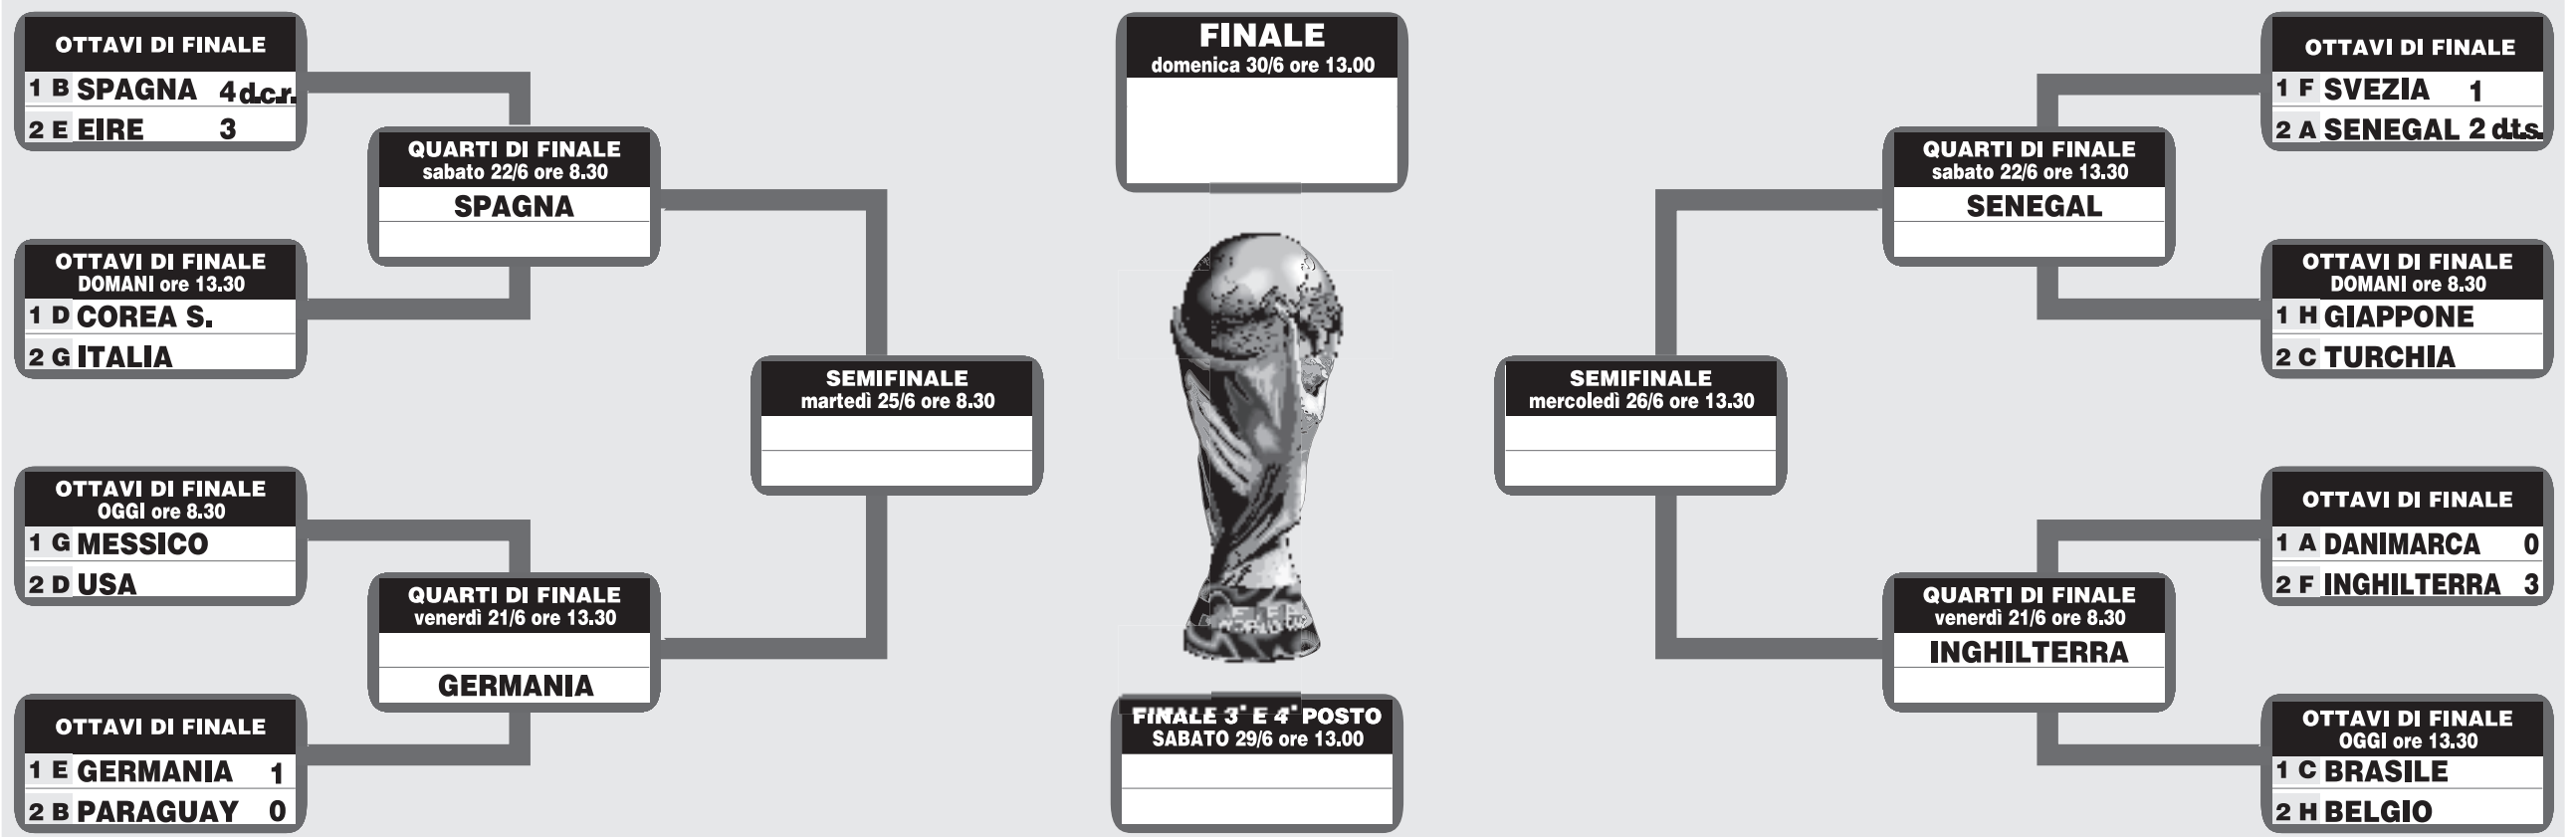 OTTAVI DI FINALE
1 B SPAGNA 4 d.c.r.
2 E EIRE 3
QUARTI DI FINALE
sabato 22/6 ore 8.30
SPAGNA
OTTAVI DI FINALE
DOMANI ore 13.30
1 D COREA S.
2 G ITALIA
SEMIFINALE
martedì 25/6 ore 8.30
OTTAVI DI FINALE
OGGI ore 8.30
1 G MESSICO
2 D USA
QUARTI DI FINALE
venerdì 21/6 ore 13.30
GERMANIA
OTTAVI DI FINALE
1 E GERMANIA 1
2 B PARAGUAY 0
FINALE
domenica 30/6 ore 13.00
FINALE 3° E 4° POSTO
SABATO 29/6 ore 13.00
OTTAVI DI FINALE
1 F SVEZIA 1
2 A SENEGAL 2 d.t.s.
QUARTI DI FINALE
sabato 22/6 ore 13.30
SENEGAL
OTTAVI DI FINALE
DOMANI ore 8.30
1 H GIAPPONE
2 C TURCHIA
SEMIFINALE
mercoledì 26/6 ore 13.30
OTTAVI DI FINALE
1 A DANIMARCA 0
2 F INGHILTERRA 3
QUARTI DI FINALE
venerdì 21/6 ore 8.30
INGHILTERRA
OTTAVI DI FINALE
OGGI ore 13.30
1 C BRASILE
2 H BELGIO